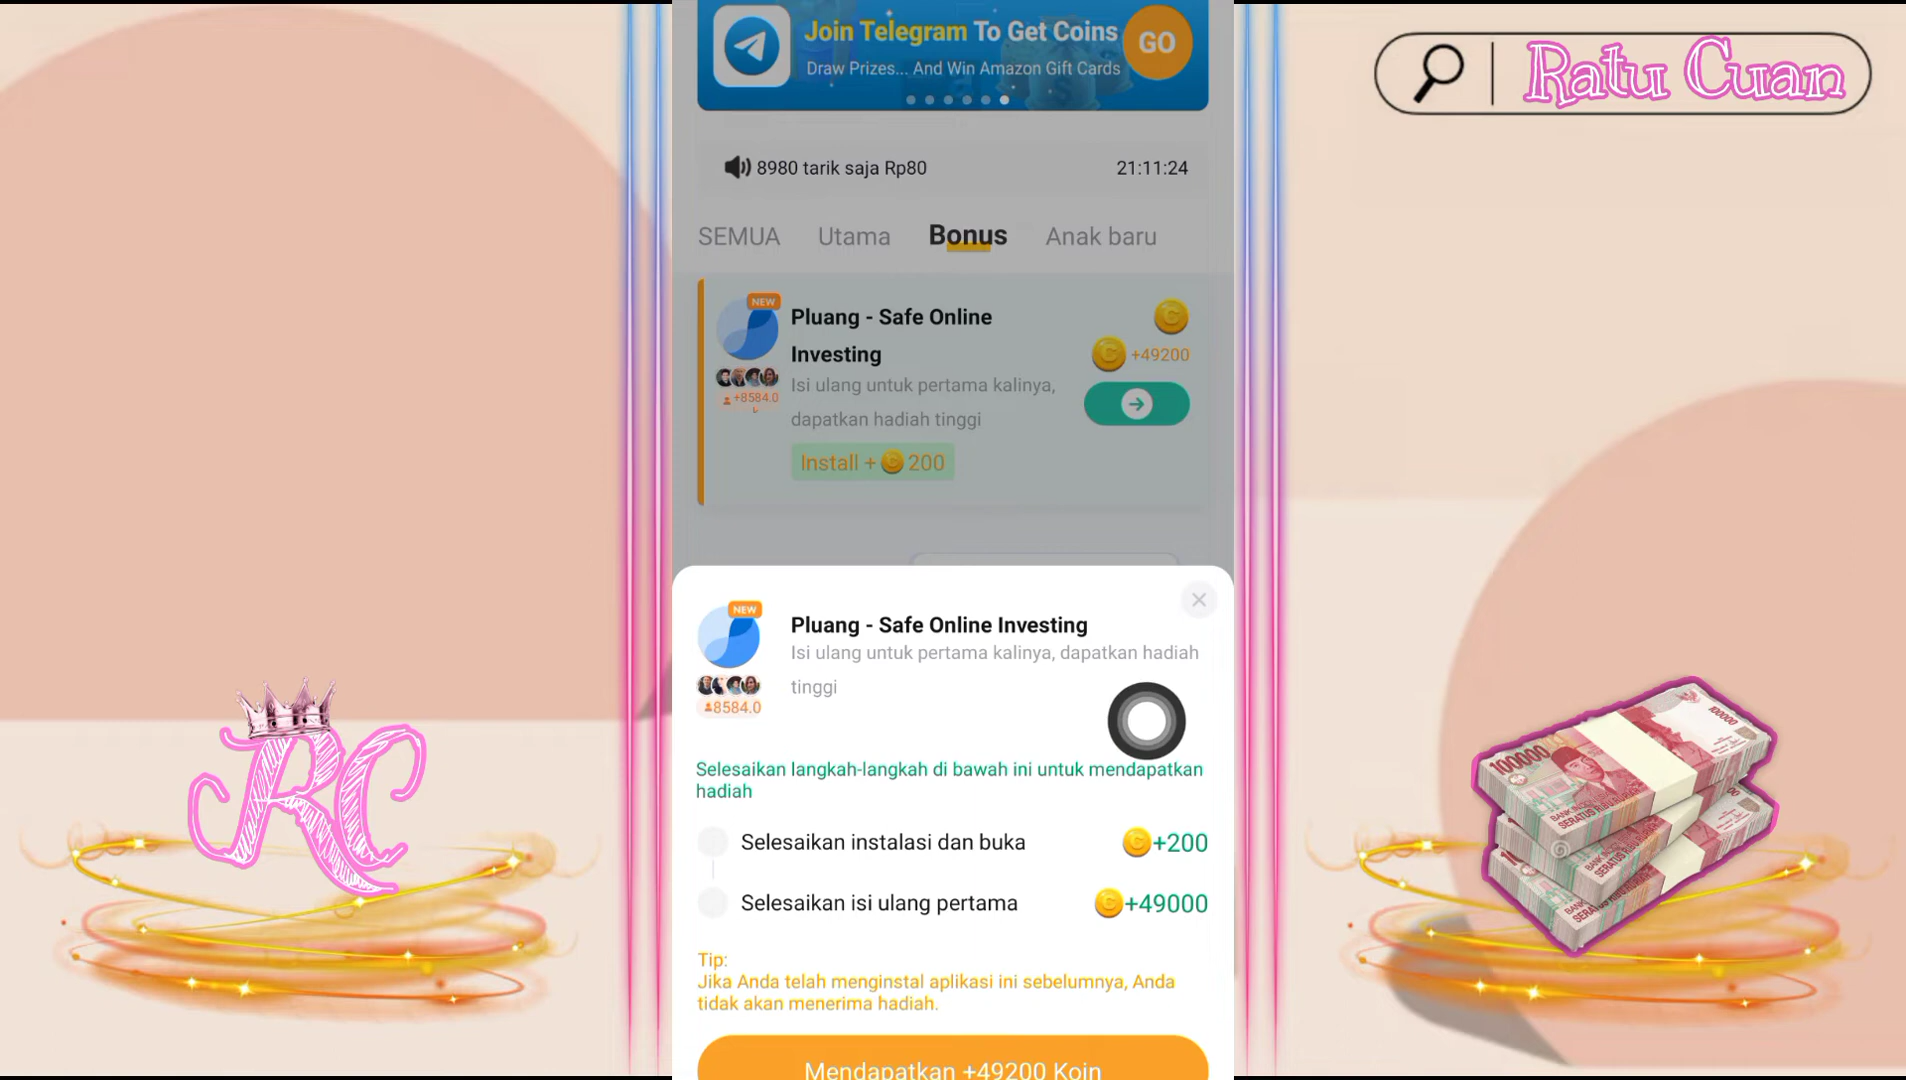 Join Telegram To Get Coins
GO
Draw Prizes... And Win Amazon Gift Cards
Ratu Cuan
8980 tarik saja Rp80
21:11:24
SEMUA
Utama
Bonus
Anak baru
NEW
Pluang - Safe Online
Investing
+49200
Isi ulang untuk pertama kalinya,
dapatkan hadiah tinggi
+8584.0
Install + 200
NEW
Pluang - Safe Online Investing
Isi ulang untuk pertama kalinya, dapatkan hadiah
tinggi
8584.0
Selesaikan langkah-langkah di bawah ini untuk mendapatkan
hadiah
Selesaikan instalasi dan buka
+200
Selesaikan isi ulang pertama
+49000
Tip:
Jika Anda telah menginstal aplikasi ini sebelumnya, Anda
tidak akan menerima hadiah.
Mendapatkan +49200 Koin
RC
100000
100000